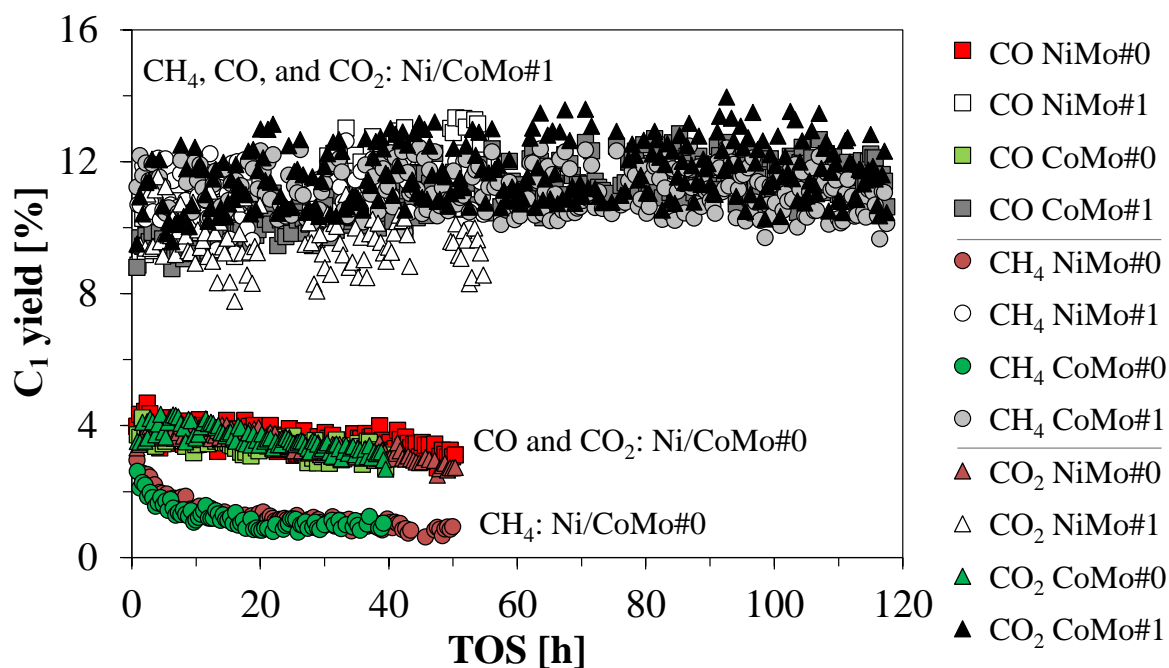 16
12
8
4
0
C₁ yield [%]
CH₄, CO, and CO₂: Ni/CoMo#1
CO and CO₂: Ni/CoMo#0
CH₄: Ni/CoMo#0
0 20 40 60 80 100 120
TOS [h]
CO NiMo#0
CO NiMo#1
CO CoMo#0
CO CoMo#1
CH₄ NiMo#0
CH₄ NiMo#1
CH₄ CoMo#0
CH₄ CoMo#1
CO₂ NiMo#0
CO₂ NiMo#1
CO₂ CoMo#0
CO₂ CoMo#1